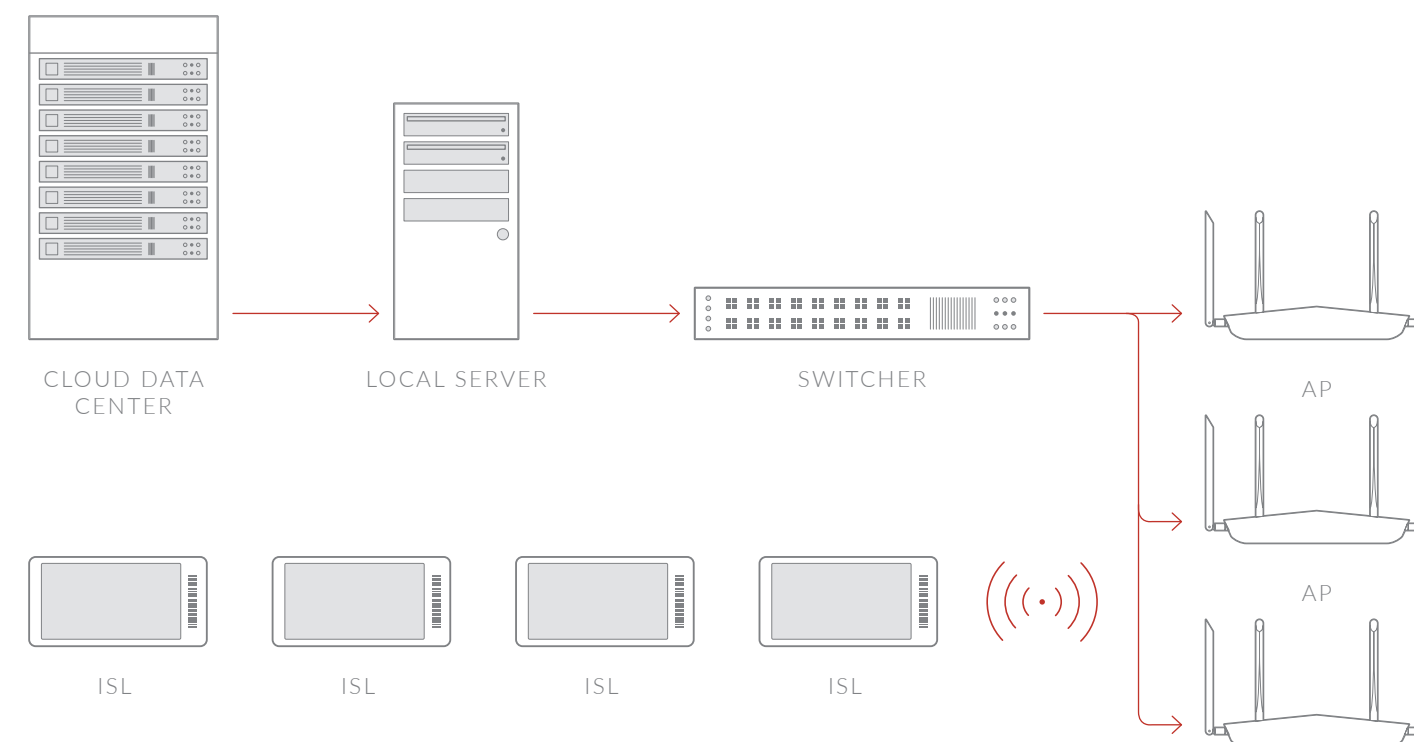 CLOUD DATA
CENTER
LOCAL SERVER
SWITCHER
AP
AP
ISL
ISL
ISL
ISL